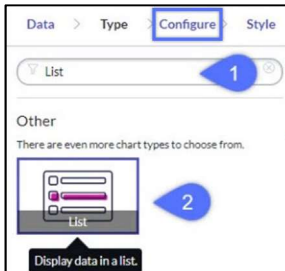 Data > Type > Configure > Style
List
1
Other
There are even more chart types to choose from.
List
2
Display data in a list.